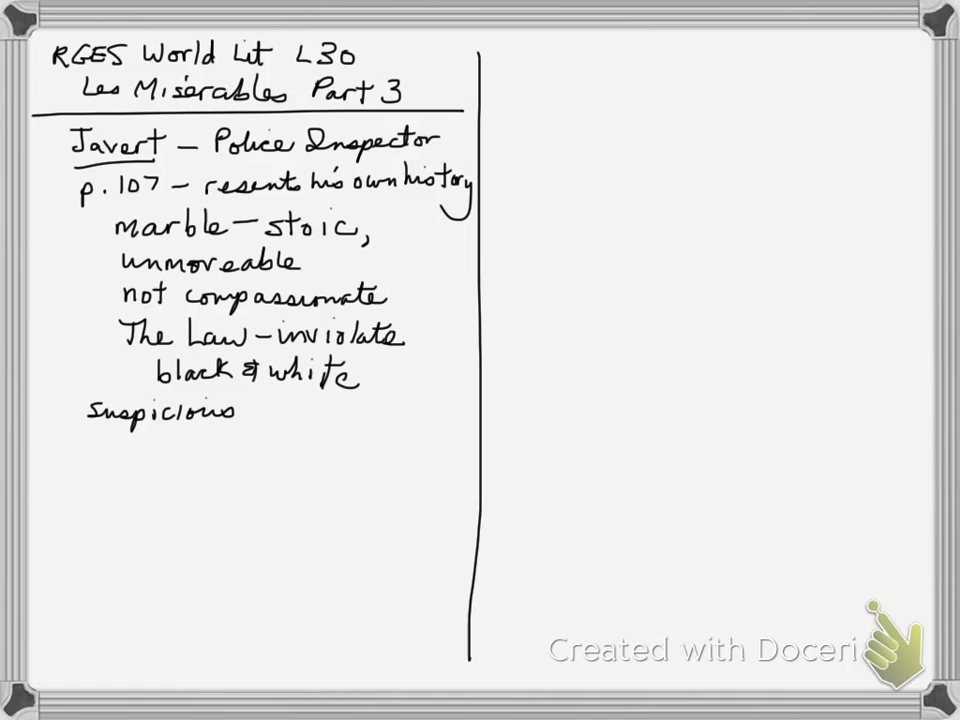 RGES World Lit L30
Les Misérables Part 3
Javert - Police Inspector
p. 107 - resents his own history
marble - stoic,
unmoveable
not compassionate
The Law - inviolate
black & white
suspicious
Created with Doceri